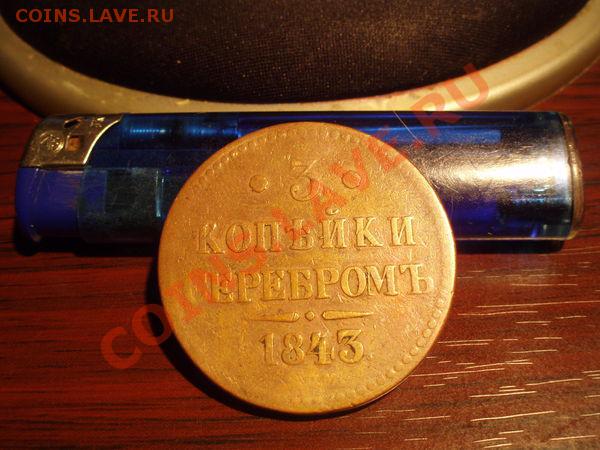 COINS.LAVE.RU
COINS.LAVE.RU
· 3 ·
КОПѢЙКИ
СЕРЕБРОМЪ
1843